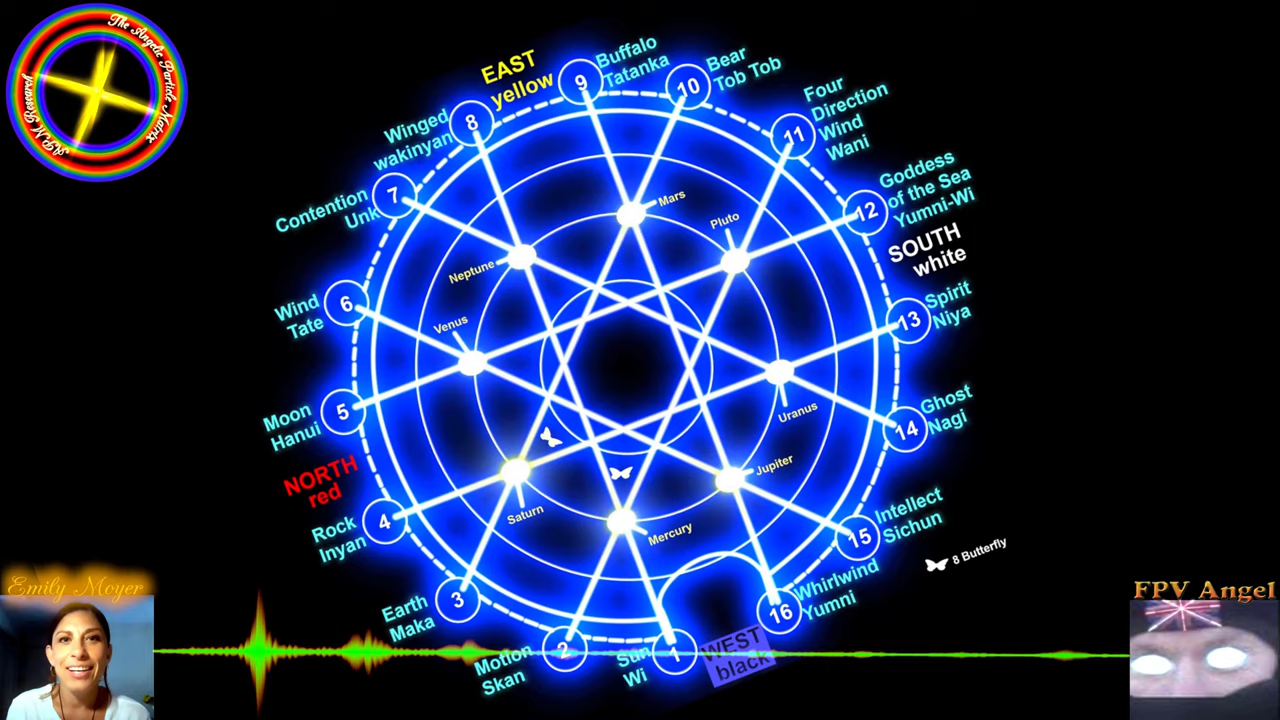 The Angelic Particle Matrix
A.P.M Research
EAST
yellow
9
Buffalo
Tatanka
10
Bear
Tob Tob
11
Four
Direction
Wind
Wani
8
Winged
wakinyan
12
Goddess
of the Sea
Yumni-Wi
7
Contention
Unk
SOUTH
white
Mars
Pluto
Neptune
6
Wind
Tate
13
Spirit
Niya
Venus
Uranus
5
Moon
Hanui
14
Ghost
Nagi
NORTH
red
Jupiter
Saturn
Mercury
4
Rock
Inyan
15
Intellect
Sichun
8 Butterfly
3
Earth
Maka
16
Whirlwind
Yumni
2
Motion
Skan
1
Sun
Wi
WEST
black
Emily Moyer
FPV Angel